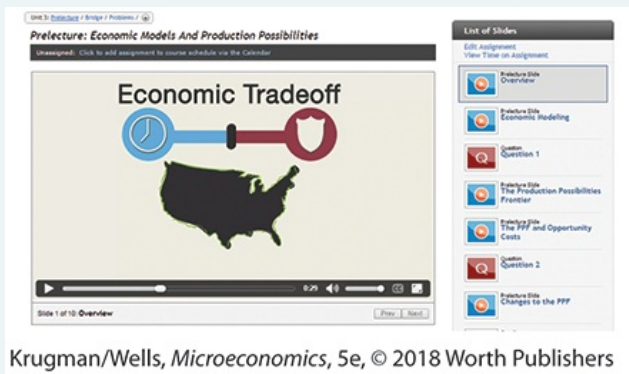 Unit 3: Prelecture / Bridge / Problems /
Prelecture: Economic Models And Production Possibilities
Unassigned: Click to add assignment to course schedule via the Calendar
Economic Tradeoff
0:29
CC
Slide 1 of 10: Overview
Prev
Next
List of Slides
Edit Assignment
View Time on Assignment
Prelecture Slide
Overview
Prelecture Slide
Economic Modeling
Q
Question
Question 1
Prelecture Slide
The Production Possibilities
Frontier
Prelecture Slide
The PPF and Opportunity
Costs
Q
Question
Question 2
Prelecture Slide
Changes to the PPF
Krugman/Wells, Microeconomics, 5e, © 2018 Worth Publishers